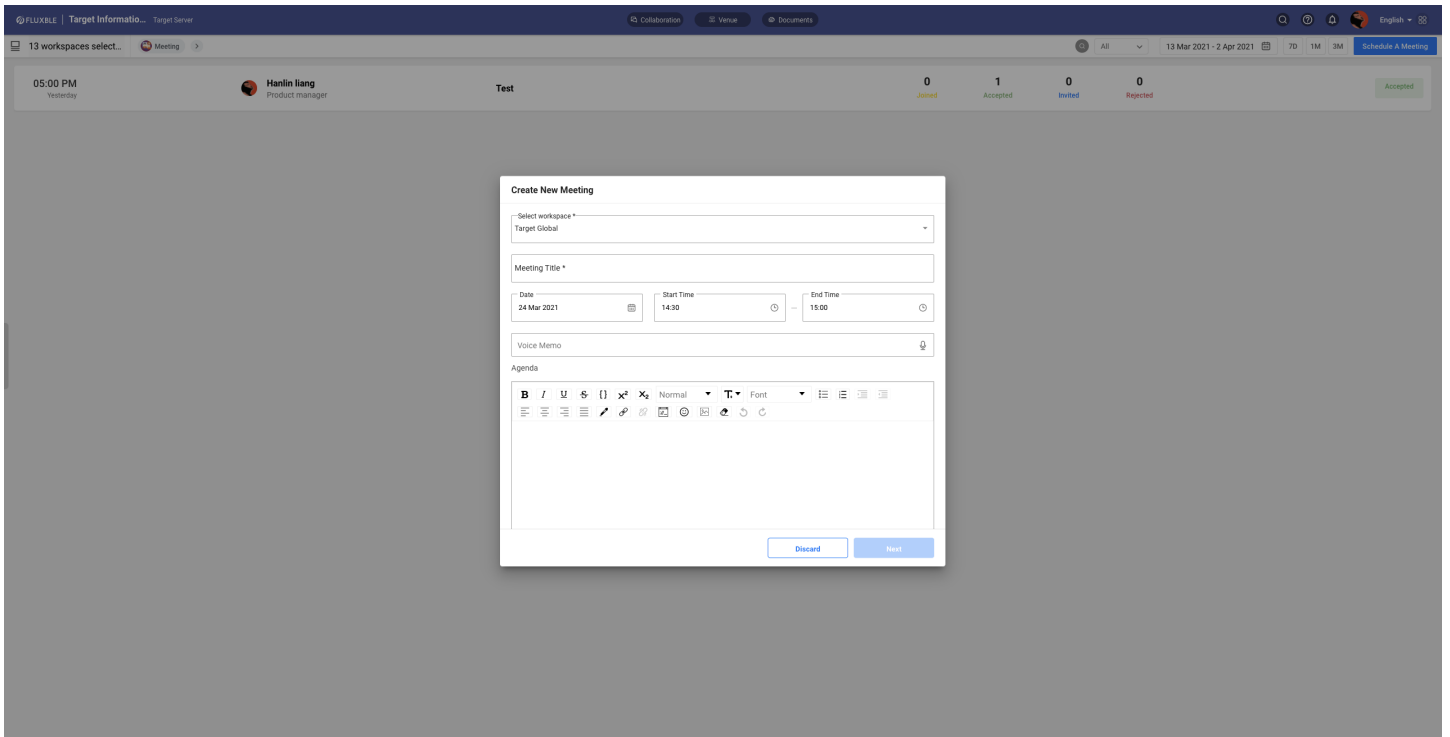 FLUXBLE | Target Informatio... Target Server Collaboration Venue Documents English
13 workspaces select... Meeting All 13 Mar 2021 - 2 Apr 2021 7D 1M 3M Schedule A Meeting
05:00 PM Hanlin liang Test 0 1 0 0 Accepted
Yesterday Product manager Joined Accepted Invited Rejected
Create New Meeting
Select workspace *
Target Global
Meeting Title *
Date Start Time End Time
24 Mar 2021 14:30 – 15:00
Voice Memo
Agenda
B I U S {} x² x₂ Normal T Font
Discard Next